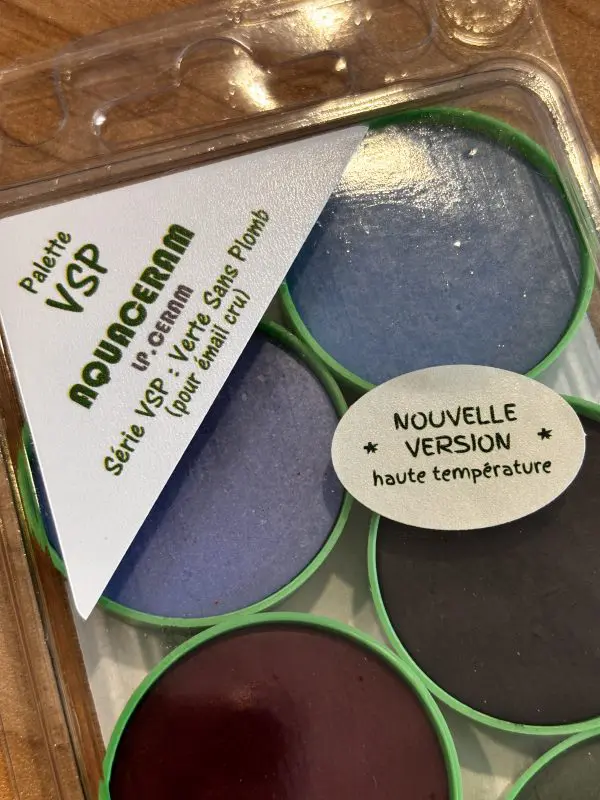 Palette
VSP
AQUACERAM
LP.CERAM
Série VSP : Verte Sans Plomb
(pour émail cru)
NOUVELLE
* VERSION *
haute température